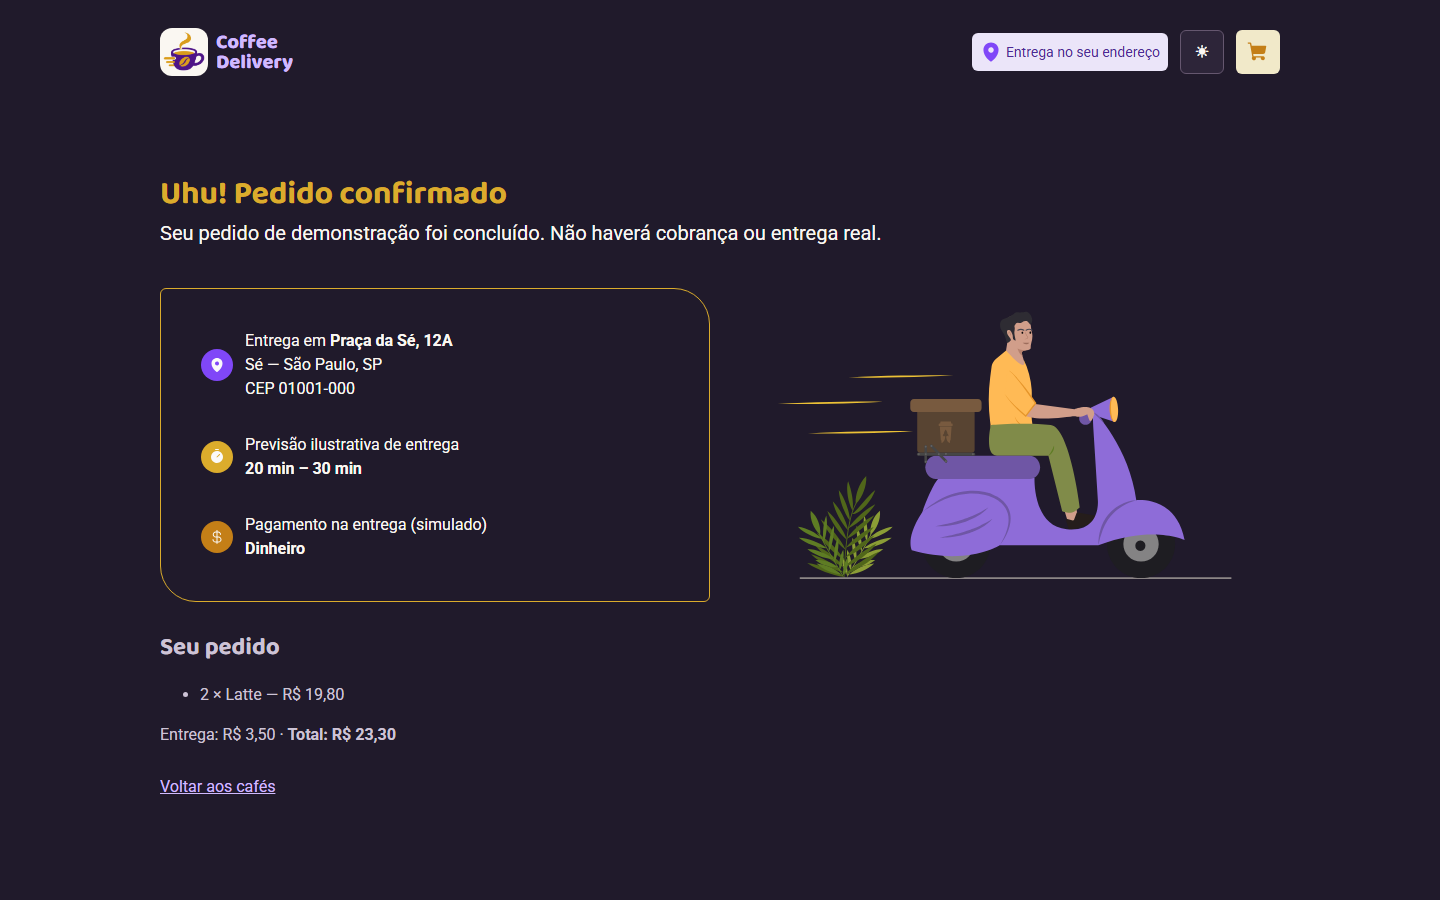 Coffee
Delivery
Entrega no seu endereço
Uhu! Pedido confirmado
Seu pedido de demonstração foi concluído. Não haverá cobrança ou entrega real.
Entrega em Praça da Sé, 12A
Sé — São Paulo, SP
CEP 01001-000
Previsão ilustrativa de entrega
20 min – 30 min
Pagamento na entrega (simulado)
Dinheiro
Seu pedido
• 2 × Latte — R$ 19,80
Entrega: R$ 3,50 · Total: R$ 23,30
Voltar aos cafés